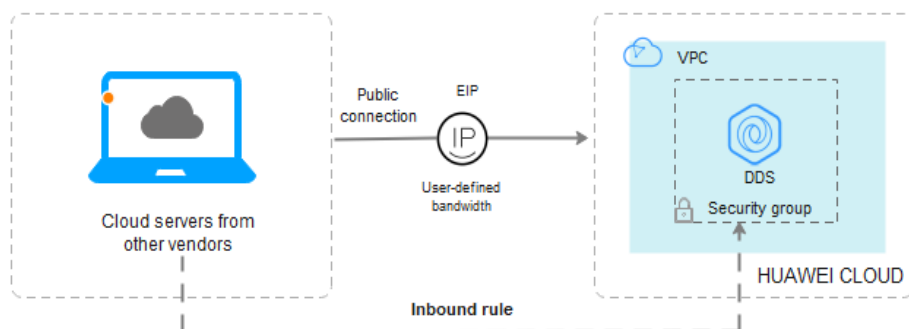 Cloud servers from
other vendors
Public
connection
EIP
IP
User-defined
bandwidth
VPC
DDS
Security group
HUAWEI CLOUD
Inbound rule